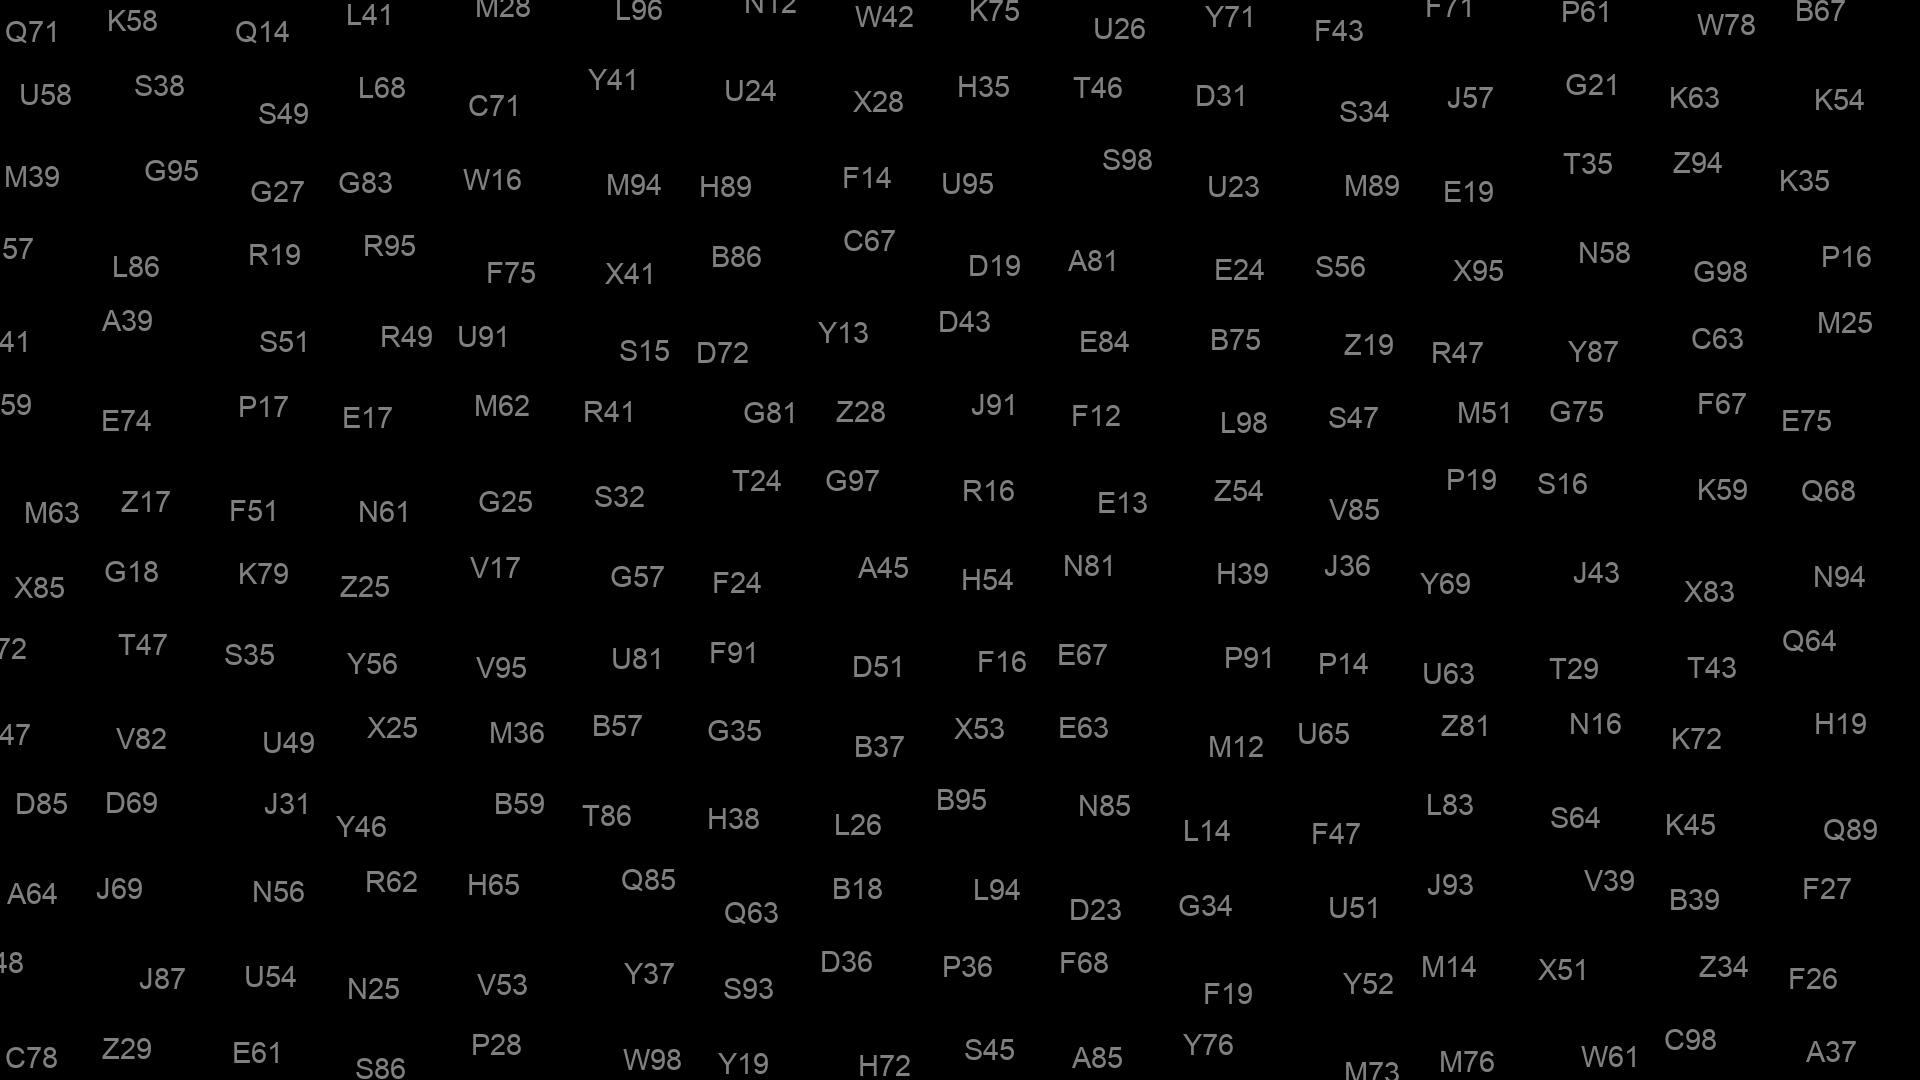 Q71 K58 Q14 L41 M28 L96 N12 W42 K75 U26 Y71 F43 F71 P61 W78 B67
U58 S38 S49 L68 C71 Y41 U24 X28 H35 T46 D31 S34 J57 G21 K63 K54
M39 G95 G27 G83 W16 M94 H89 F14 U95 S98 U23 M89 E19 T35 Z94 K35
57 L86 R19 R95 F75 X41 B86 C67 D19 A81 E24 S56 X95 N58 G98 P16
41 A39 S51 R49 U91 S15 D72 Y13 D43 E84 B75 Z19 R47 Y87 C63 M25
59 E74 P17 E17 M62 R41 G81 Z28 J91 F12 L98 S47 M51 G75 F67 E75
M63 Z17 F51 N61 G25 S32 T24 G97 R16 E13 Z54 V85 P19 S16 K59 Q68
X85 G18 K79 Z25 V17 G57 F24 A45 H54 N81 H39 J36 Y69 J43 X83 N94
72 T47 S35 Y56 V95 U81 F91 D51 F16 E67 P91 P14 U63 T29 T43 Q64
47 V82 U49 X25 M36 B57 G35 B37 X53 E63 M12 U65 Z81 N16 K72 H19
D85 D69 J31 Y46 B59 T86 H38 L26 B95 N85 L14 F47 L83 S64 K45 Q89
A64 J69 N56 R62 H65 Q85 Q63 B18 L94 D23 G34 U51 J93 V39 B39 F27
48 J87 U54 N25 V53 Y37 S93 D36 P36 F68 F19 Y52 M14 X51 Z34 F26
C78 Z29 E61 S86 P28 W98 Y19 H72 S45 A85 Y76 M73 M76 W61 C98 A37